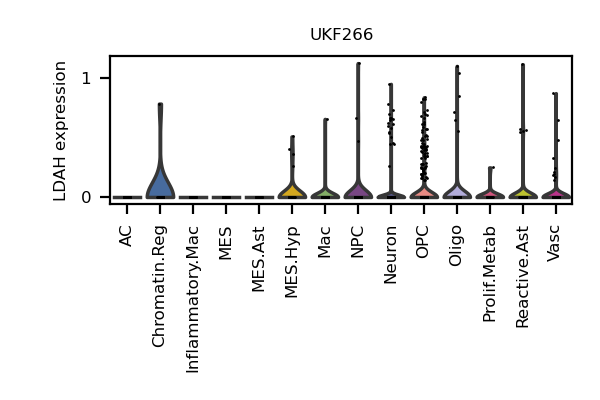 UKF266
LDAH expression
1
0
AC
Chromatin.Reg
Inflammatory.Mac
MES
MES.Ast
MES.Hyp
Mac
NPC
Neuron
OPC
Oligo
Prolif.Metab
Reactive.Ast
Vasc